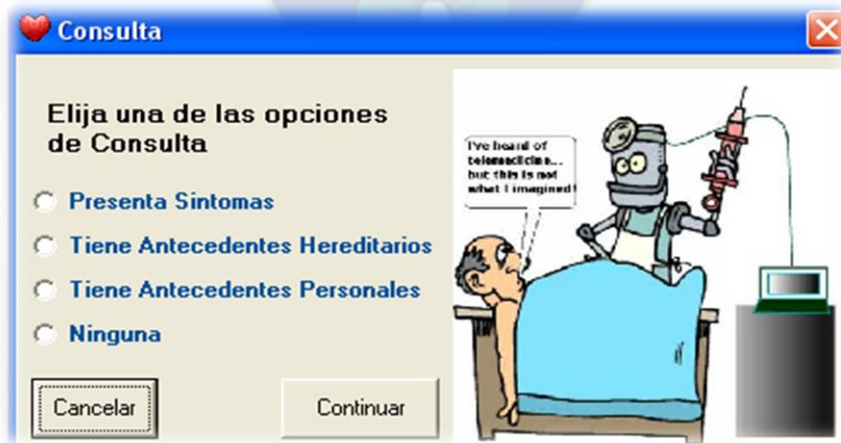 Consulta
Elija una de las opciones
de Consulta
Presenta Sintomas
Tiene Antecedentes Hereditarios
Tiene Antecedentes Personales
Ninguna
Cancelar
Continuar
I've heard of
telemedicine...
but this is not
what I imagined!